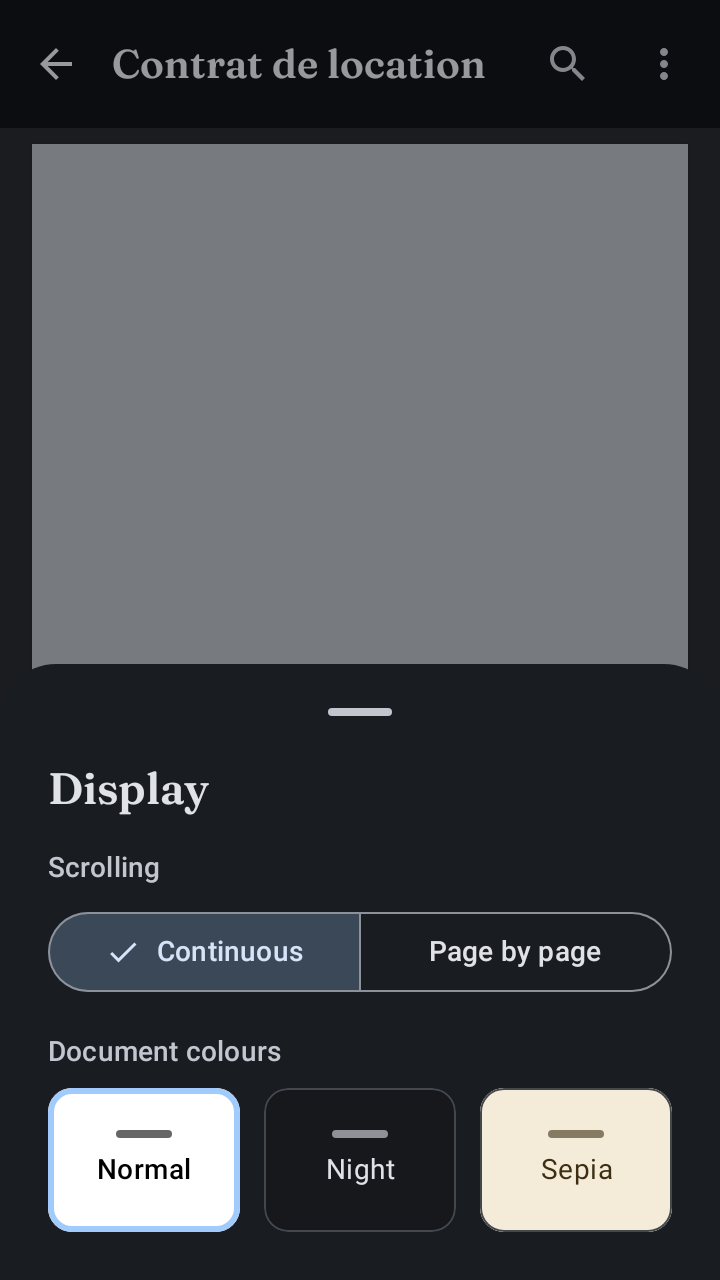 Contrat de location
Display
Scrolling
Continuous
Page by page
Document colours
Normal
Night
Sepia